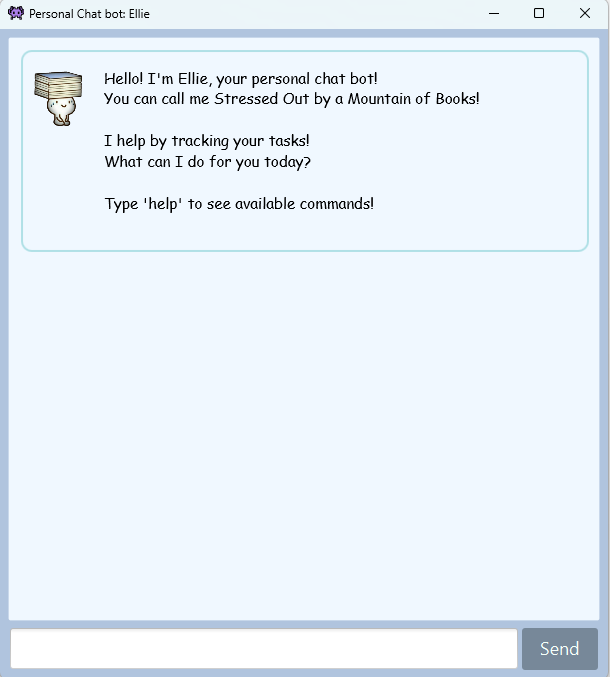 Personal Chat bot: Ellie
Hello! I'm Ellie, your personal chat bot!
You can call me Stressed Out by a Mountain of Books!
I help by tracking your tasks!
What can I do for you today?
Type 'help' to see available commands!
Send